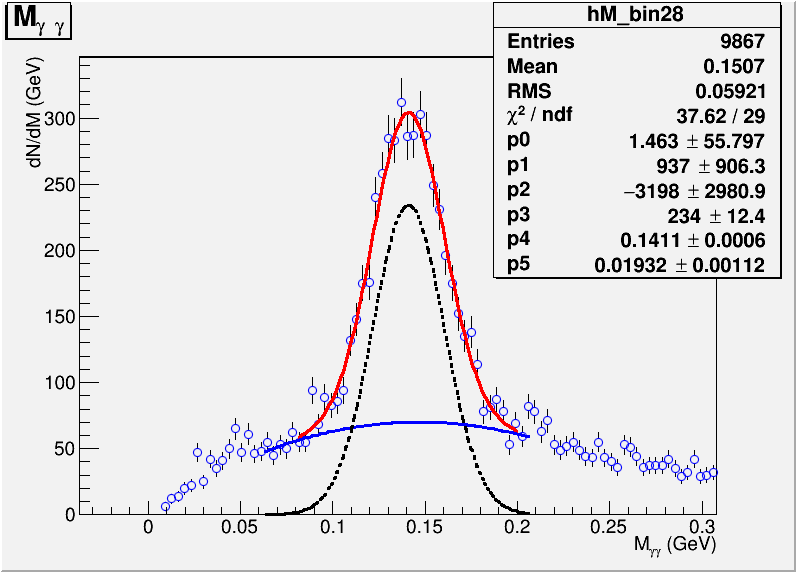 Mγ γ
hM_bin28
Entries 9867
Mean 0.1507
RMS 0.05921
χ² / ndf 37.62 / 29
p0 1.463 ± 55.797
p1 937 ± 906.3
p2 −3198 ± 2980.9
p3 234 ± 12.4
p4 0.1411 ± 0.0006
p5 0.01932 ± 0.00112
dN/dM (GeV)
300
250
200
150
100
50
0
0 0.05 0.1 0.15 0.2 0.25 0.3
Mγγ (GeV)